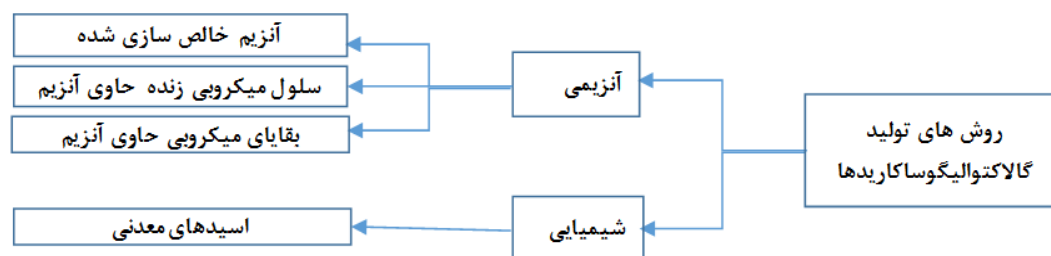 روش های تولید
گالاکتوالیگوساکاریدها
آنزیمی
آنزیم خالص سازی شده
سلول میکروبی زنده حاوی آنزیم
بقایای میکروبی حاوی آنزیم
شیمیایی
اسیدهای معدنی